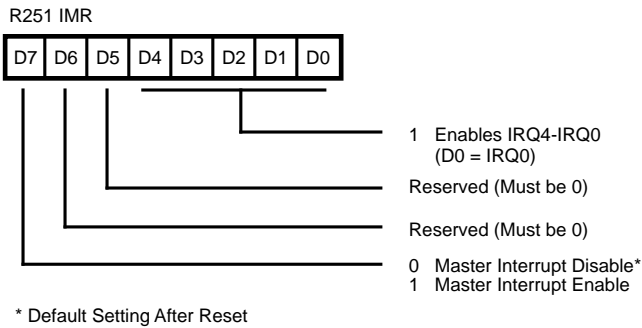 R251 IMR
D7 D6 D5 D4 D3 D2 D1 D0
1 Enables IRQ4-IRQ0
(D0 = IRQ0)
Reserved (Must be 0)
Reserved (Must be 0)
0 Master Interrupt Disable*
1 Master Interrupt Enable
* Default Setting After Reset